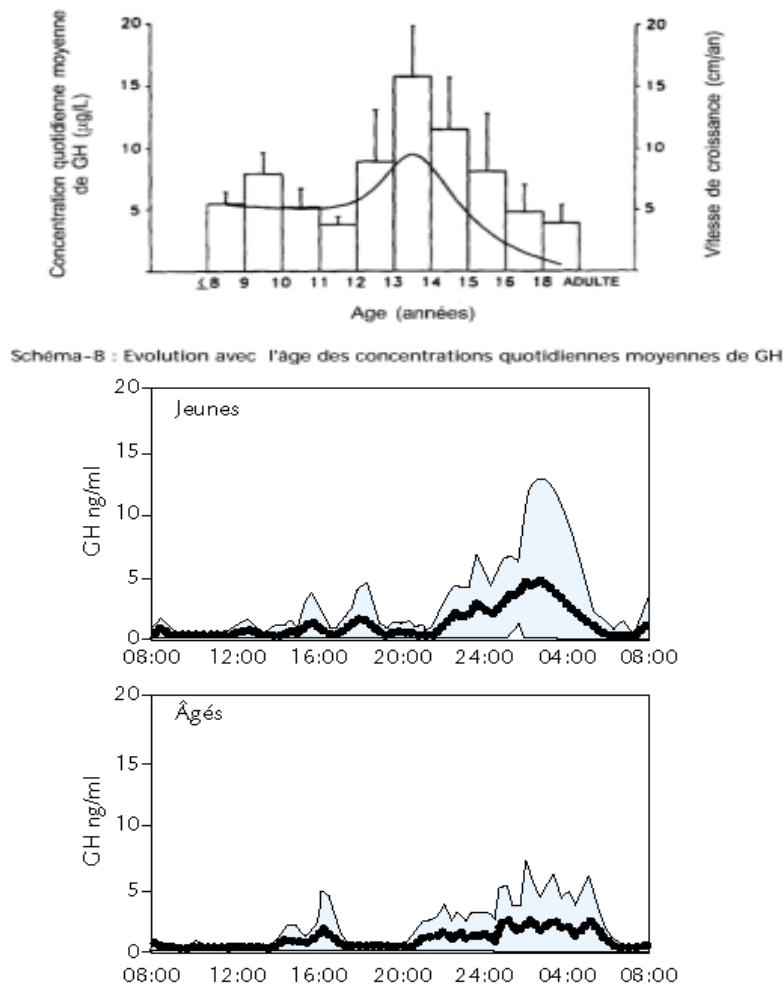 20
15
10
5
Concentration quotidienne moyenne
de GH (µg/L)
20
15
10
5
Vitesse de croissance (cm/an)
≤8 9 10 11 12 13 14 15 16 18 ADULTE
Age (années)
Schéma-8 : Evolution avec l'âge des concentrations quotidiennes moyennes de GH
Jeunes
20
15
10
5
0
GH ng/ml
08:00 12:00 16:00 20:00 24:00 04:00 08:00
Âgés
20
15
10
5
0
GH ng/ml
08:00 12:00 16:00 20:00 24:00 04:00 08:00